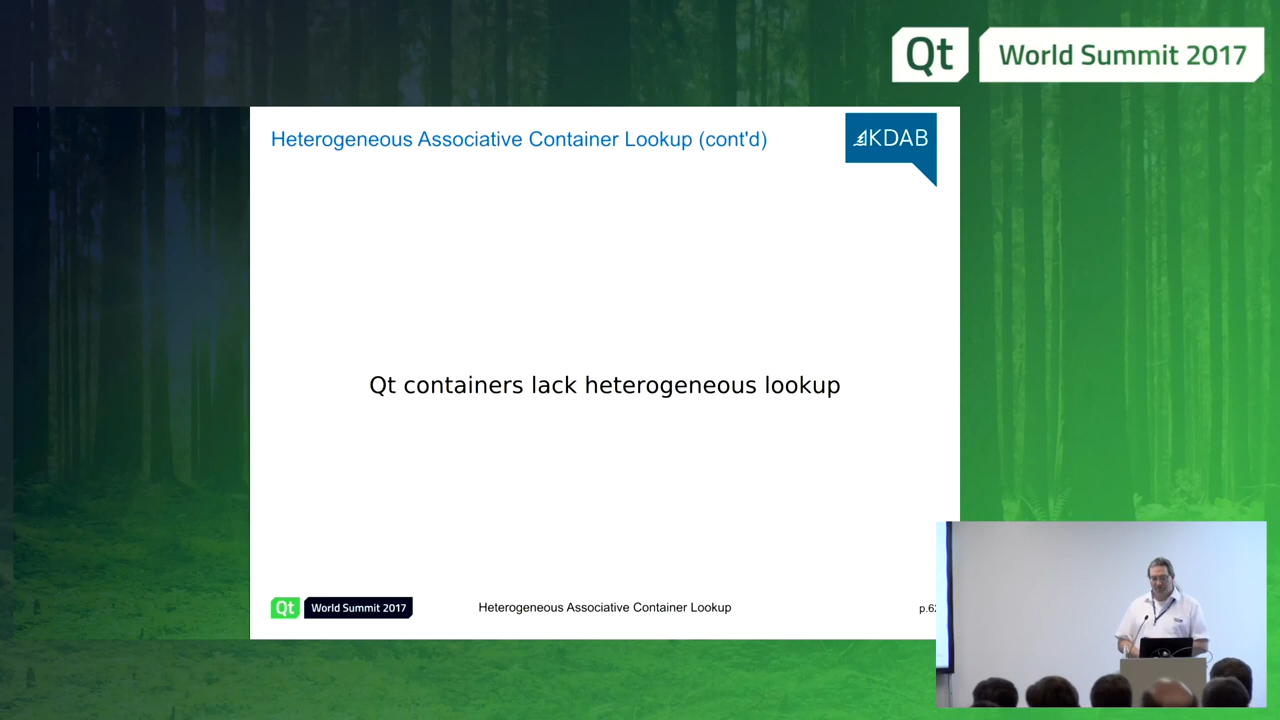 Qt World Summit 2017
Heterogeneous Associative Container Lookup (cont'd)
KDAB
Qt containers lack heterogeneous lookup
Qt World Summit 2017
Heterogeneous Associative Container Lookup
p.62